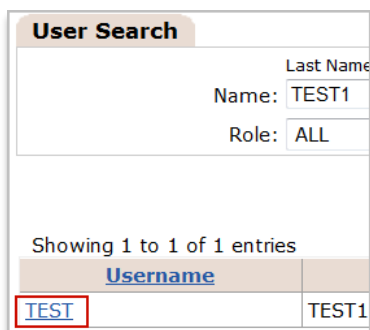 User Search
Last Name
Name: TEST1
Role: ALL
Showing 1 to 1 of 1 entries
Username
TEST TEST1